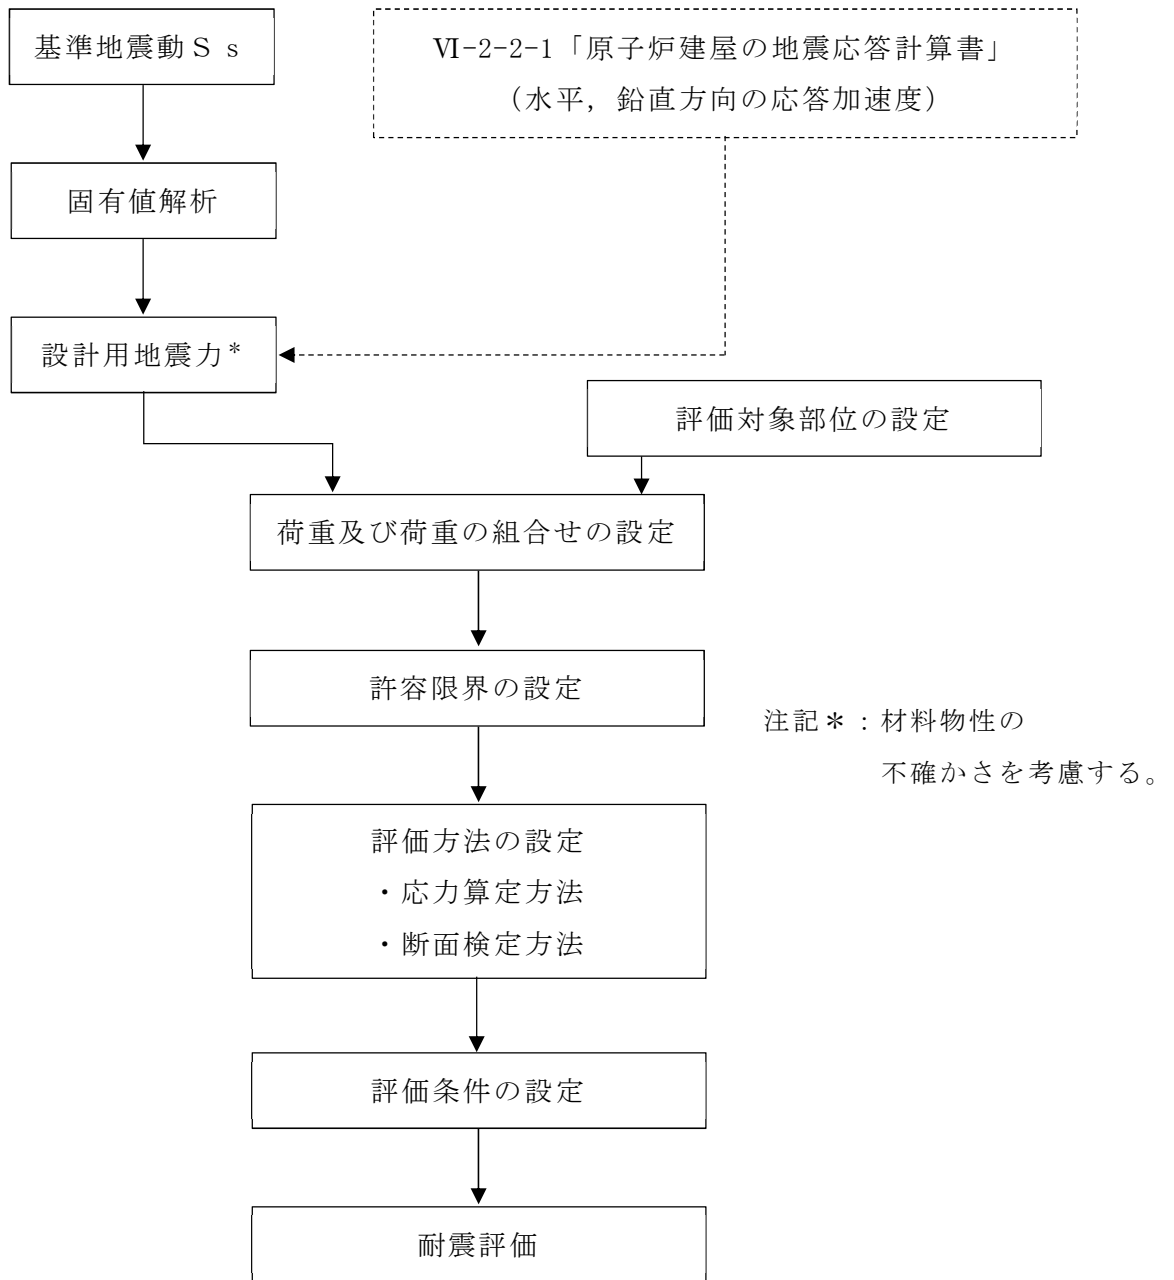 基準地震動Ｓｓ
Ⅵ-2-2-1「原子炉建屋の地震応答計算書」
（水平，鉛直方向の応答加速度）
固有値解析
設計用地震力*
評価対象部位の設定
荷重及び荷重の組合せの設定
許容限界の設定
注記＊：材料物性の
不確かさを考慮する。
評価方法の設定
・応力算定方法
・断面検定方法
評価条件の設定
耐震評価